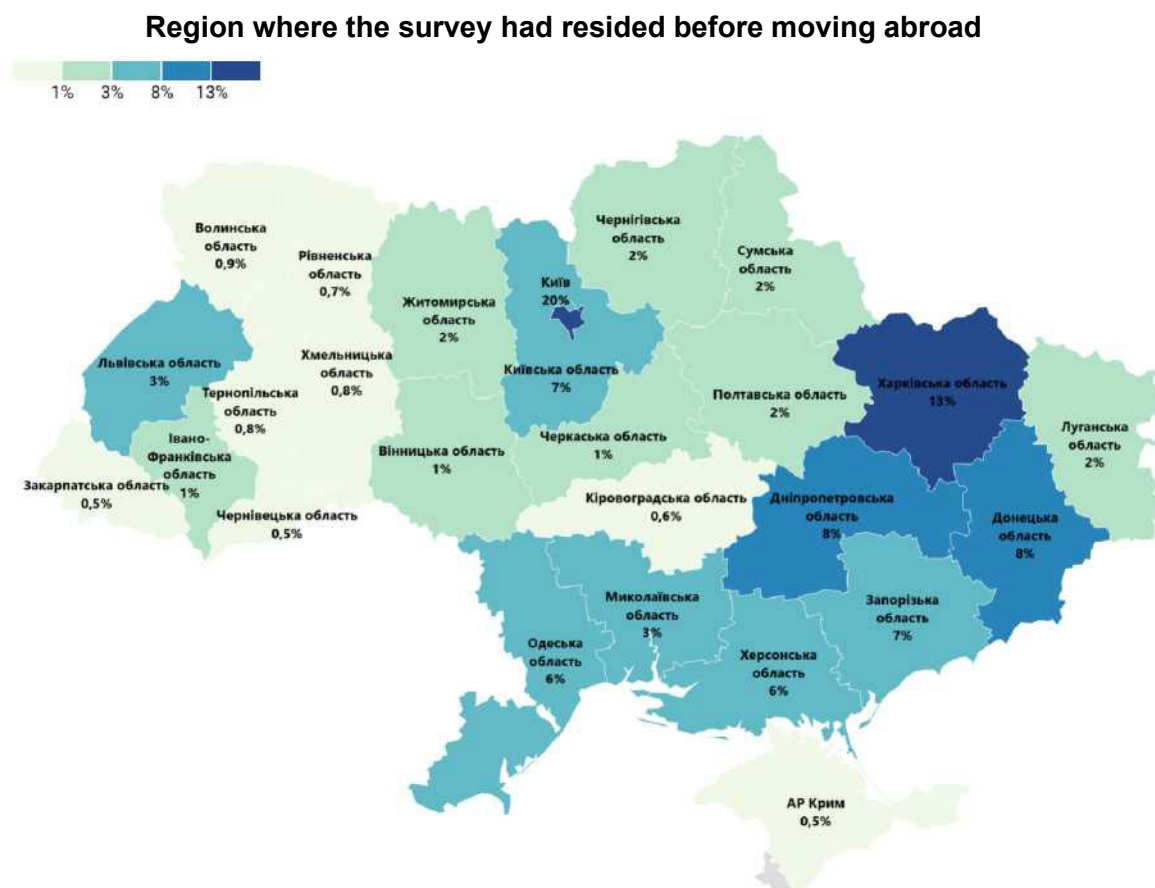 Region where the survey had resided before moving abroad
1% 3% 8% 13%
Волинська
область
0,9%
Рівненська
область
0,7%
Житомирська
область
2%
Київ
20%
Чернігівська
область
2%
Сумська
область
2%
Львівська область
3%
Тернопільська
область
0,8%
Хмельницька
область
0,8%
Київська область
7%
Полтавська область
2%
Харківська область
13%
Луганська
область
2%
Закарпатська область
0,5%
Івано-
Франківська
область
1%
Чернівецька область
0,5%
Вінницька область
1%
Черкаська область
1%
Кіровоградська область
0,6%
Дніпропетровська
область
8%
Донецька
область
8%
Одеська
область
6%
Миколаївська
область
3%
Херсонська
область
6%
Запорізька
область
7%
АР Крим
0,5%